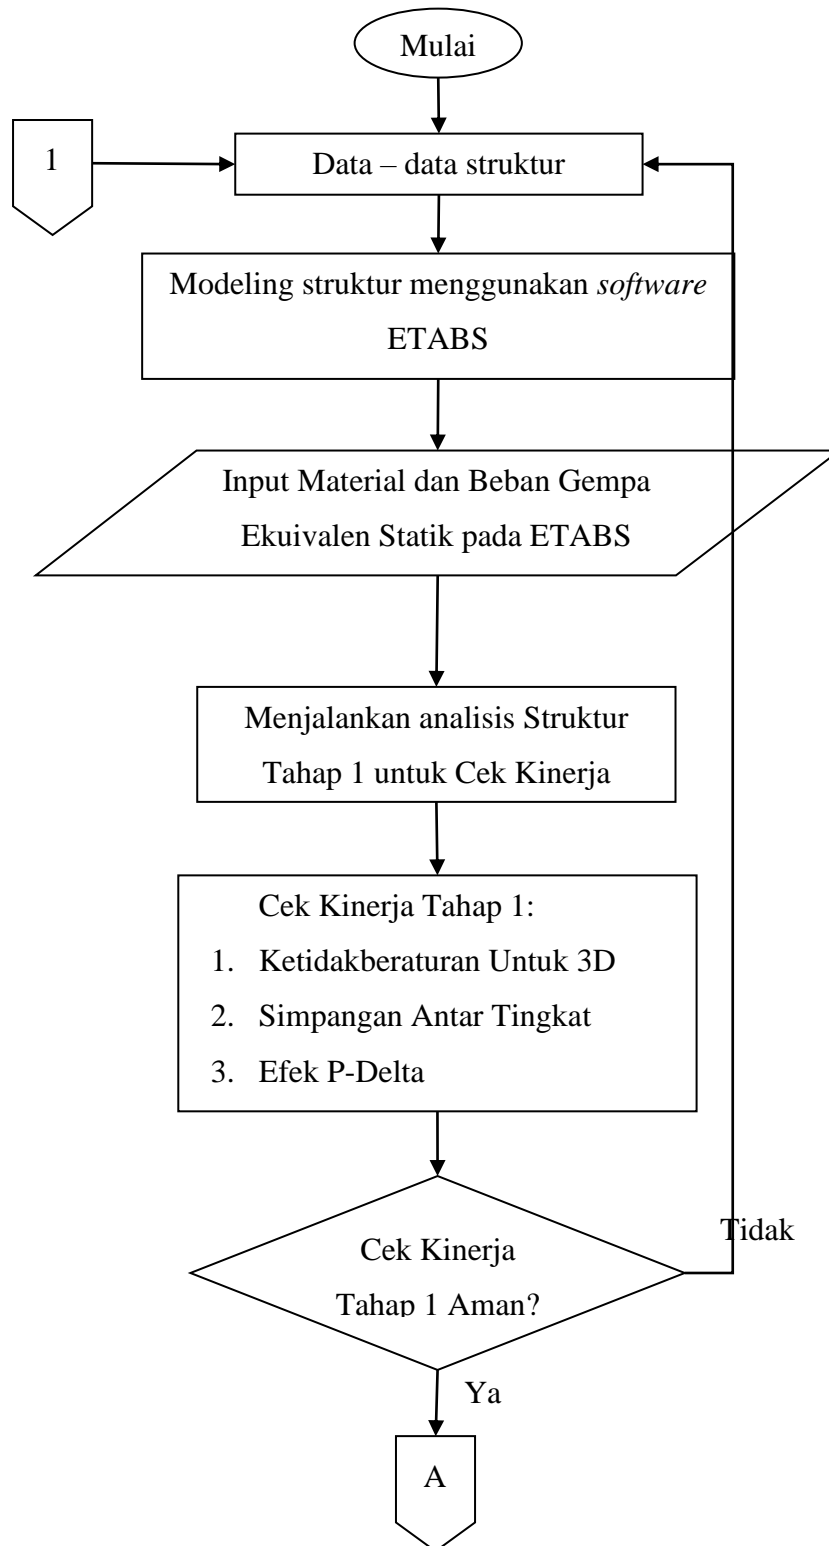 Mulai
1
Data – data struktur
Modeling struktur menggunakan software
ETABS
Input Material dan Beban Gempa
Ekuivalen Statik pada ETABS
Menjalankan analisis Struktur
Tahap 1 untuk Cek Kinerja
Cek Kinerja Tahap 1:
1. Ketidakberaturan Untuk 3D
2. Simpangan Antar Tingkat
3. Efek P-Delta
Tidak
Cek Kinerja
Tahap 1 Aman?
Ya
A